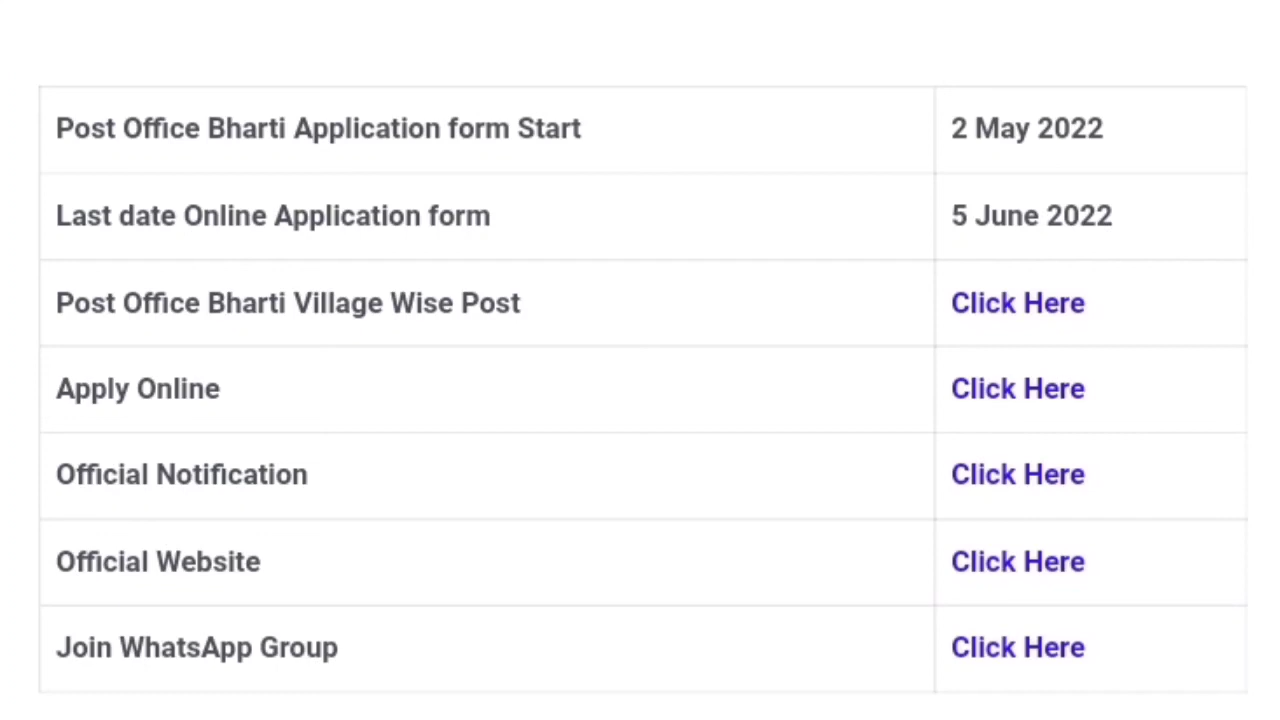 Post Office Bharti Application form Start 2 May 2022
Last date Online Application form 5 June 2022
Post Office Bharti Village Wise Post Click Here
Apply Online Click Here
Official Notification Click Here
Official Website Click Here
Join WhatsApp Group Click Here